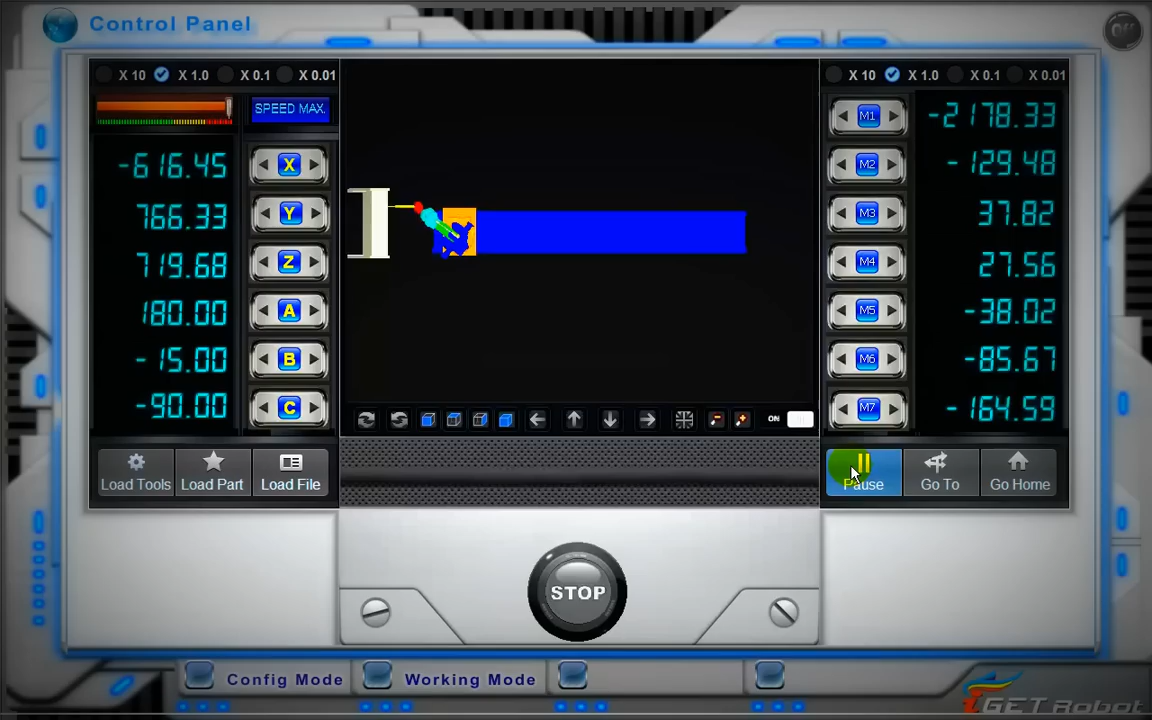 Control Panel
Off
X 10 X 1.0 X 0.1 X 0.01
SPEED MAX.
-616.45 X
766.33 Y
719.68 Z
180.00 A
-15.00 B
-90.00 C
Load Tools Load Part Load File
ON
X 10 X 1.0 X 0.1 X 0.01
M1 -2178.33
M2 -129.48
M3 37.82
M4 27.56
M5 -38.02
M6 -85.67
M7 -164.59
Pause Go To Go Home
STOP
Config Mode Working Mode
iGET Robot